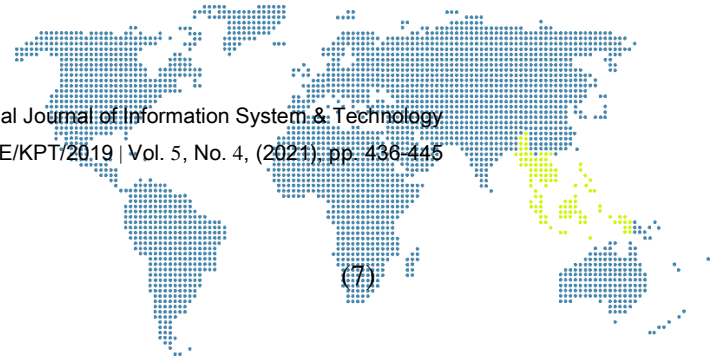 al Journal of Information System & Technology
E/KPT/2019 | Vol. 5, No. 4, (2021), pp. 436-445
(7)